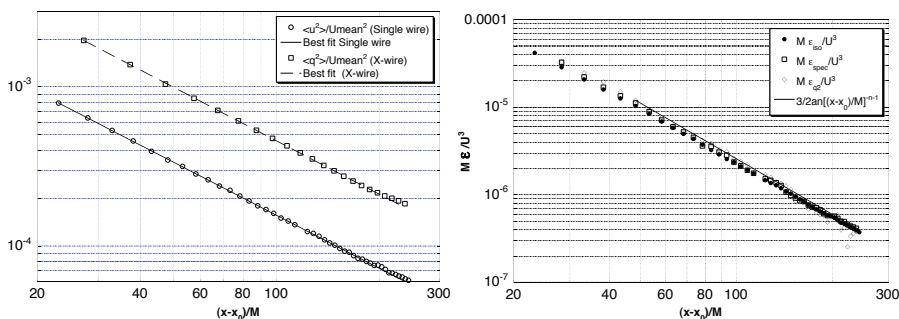 <u²>/Umean² (Single wire)
Best fit Single wire
<q²>/Umean² (X-wire)
Best fit (X-wire)
10⁻³
10⁻⁴
20
40
60
80
100
300
(x-x₀)/M
M ε/U³
0.0001
10⁻⁵
10⁻⁶
10⁻⁷
M ε_iso/U³
M ε_spec/U³
M ε_q2/U³
3/2an[(x-x₀)/M]⁻ⁿ⁻¹
20
40
60
80
100
300
(x-x₀)/M